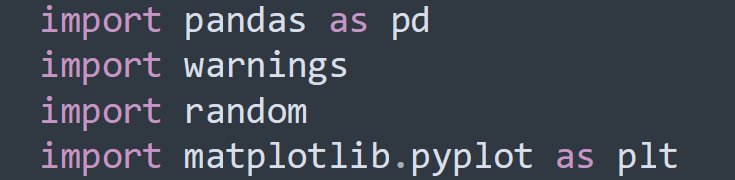 import pandas as pd
import warnings
import random
import matplotlib.pyplot as plt